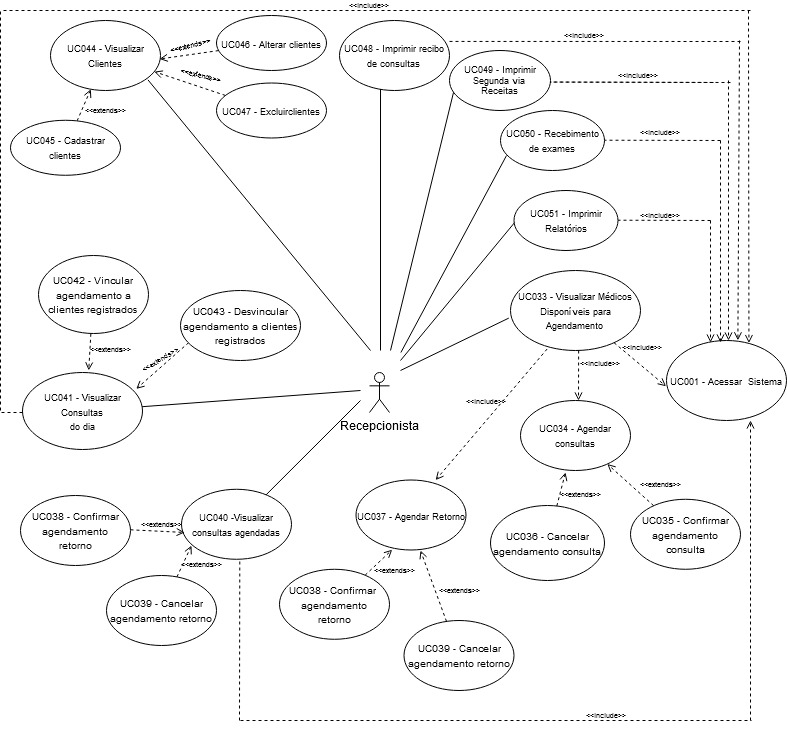 <<include>>
UC044 - Visualizar
Clientes
<<extends>>
UC046 - Alterar clientes
<<extends>>
UC047 - Excluirclientes
<<extends>>
UC045 - Cadastrar
clientes
UC048 - Imprimir recibo
de consultas
<<include>>
UC049 - Imprimir
Segunda via
Receitas
<<include>>
UC050 - Recebimento
de exames
<<include>>
UC051 - Imprimir
Relatórios
<<include>>
UC042 - Vincular
agendamento a
clientes registrados
UC043 - Desvincular
agendamento a clientes
registrados
<<extends>>
<<extends>>
UC033 - Visualizar Médicos
Disponíveis para
Agendamento
<<include>>
<<include>>
<<include>>
UC001 - Acessar Sistema
UC041 - Visualizar
Consultas
do dia
Recepcionista
UC034 - Agendar
consultas
<<extends>>
<<extends>>
UC038 - Confirmar
agendamento
retorno
<<extends>>
UC040 -Visualizar
consultas agendadas
<<extends>>
UC039 - Cancelar
agendamento retorno
UC037 - Agendar Retorno
<<extends>>
<<extends>>
UC036 - Cancelar
agendamento consulta
UC035 - Confirmar
agendamento
consulta
UC038 - Confirmar
agendamento
retorno
UC039 - Cancelar
agendamento retorno
<<include>>